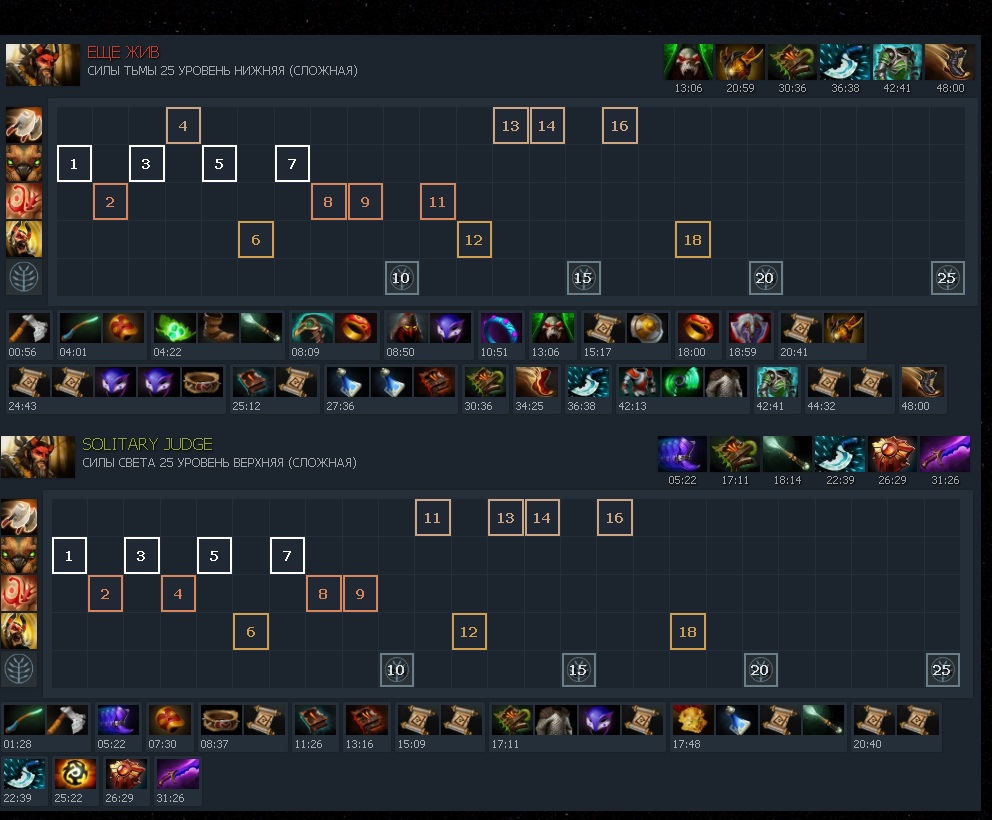 ЕЩЕ ЖИВ
СИЛЫ ТЬМЫ 25 УРОВЕНЬ НИЖНЯЯ (СЛОЖНАЯ)
13:06 20:59 30:36 36:38 42:41 48:00
4 13 14 16
1 3 5 7
2 8 9 11
6 12 18
10 15 20 25
00:56 04:01 04:22 08:09 08:50 10:51 13:06 15:17 18:00 18:59 20:41
24:43 25:12 27:36 30:36 34:25 36:38 42:13 42:41 44:32 48:00
SOLITARY JUDGE
СИЛЫ СВЕТА 25 УРОВЕНЬ ВЕРХНЯЯ (СЛОЖНАЯ)
05:22 17:11 18:14 22:39 26:29 31:26
11 13 14 16
1 3 5 7
2 4 8 9
6 12 18
10 15 20 25
01:28 05:22 07:30 08:37 11:26 13:16 15:09 17:11 17:48 20:40
22:39 25:22 26:29 31:26